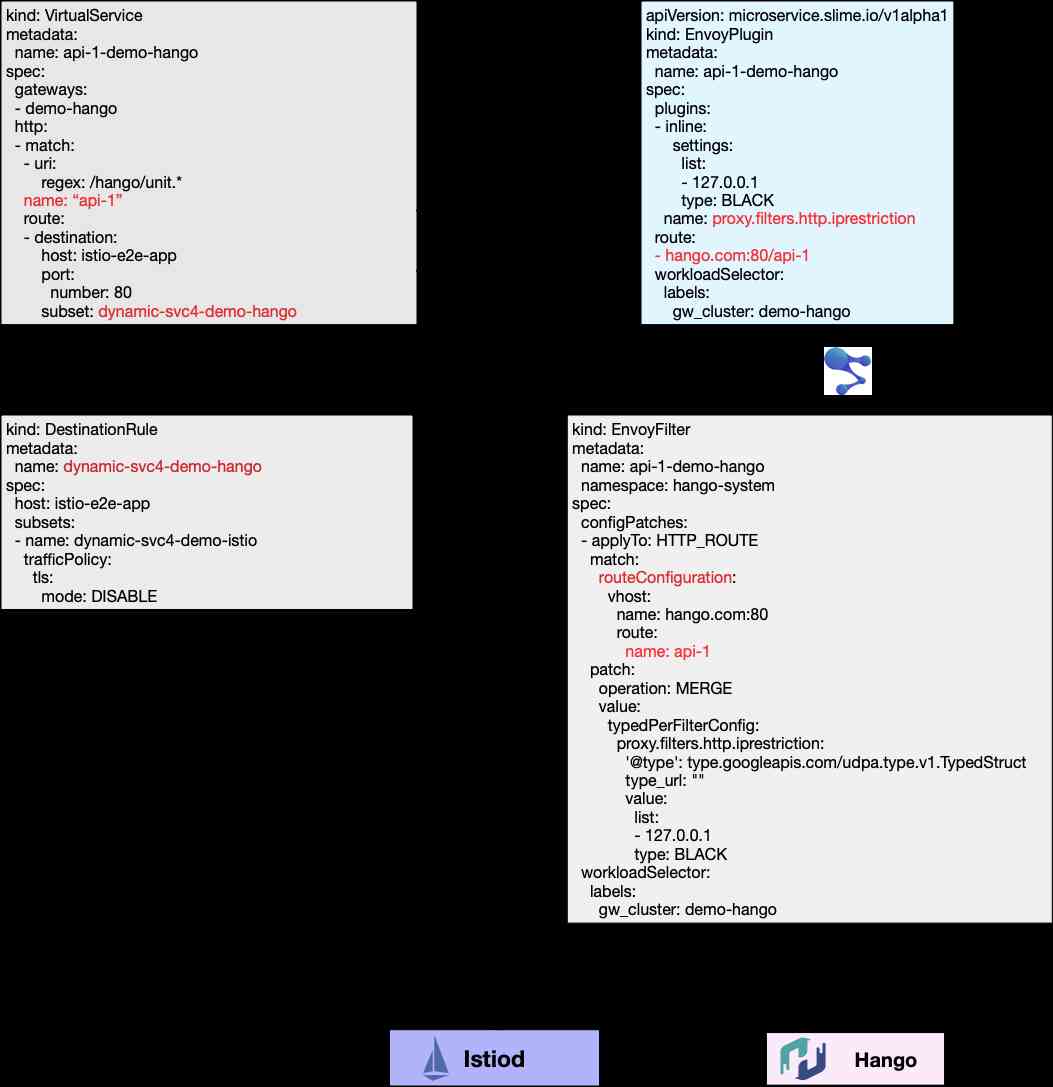 kind: VirtualService
metadata:
  name: api-1-demo-hango
spec:
  gateways:
  - demo-hango
  http:
  - match:
    - uri:
        regex: /hango/unit.*
    name: “api-1”
    route:
    - destination:
        host: istio-e2e-app
        port:
          number: 80
        subset: dynamic-svc4-demo-hango
apiVersion: microservice.slime.io/v1alpha1
kind: EnvoyPlugin
metadata:
  name: api-1-demo-hango
spec:
  plugins:
  - inline:
      settings:
        list:
        - 127.0.0.1
        type: BLACK
    name: proxy.filters.http.iprestriction
  route:
  - hango.com:80/api-1
  workloadSelector:
    labels:
      gw_cluster: demo-hango
kind: DestinationRule
metadata:
  name: dynamic-svc4-demo-hango
spec:
  host: istio-e2e-app
  subsets:
  - name: dynamic-svc4-demo-istio
    trafficPolicy:
      tls:
        mode: DISABLE
kind: EnvoyFilter
metadata:
  name: api-1-demo-hango
  namespace: hango-system
spec:
  configPatches:
  - applyTo: HTTP_ROUTE
    match:
      routeConfiguration:
        vhost:
          name: hango.com:80
          route:
            name: api-1
    patch:
      operation: MERGE
      value:
        typedPerFilterConfig:
          proxy.filters.http.iprestriction:
            '@type': type.googleapis.com/udpa.type.v1.TypedStruct
            type_url: ""
            value:
              list:
              - 127.0.0.1
              type: BLACK
  workloadSelector:
    labels:
      gw_cluster: demo-hango
Istiod
Hango